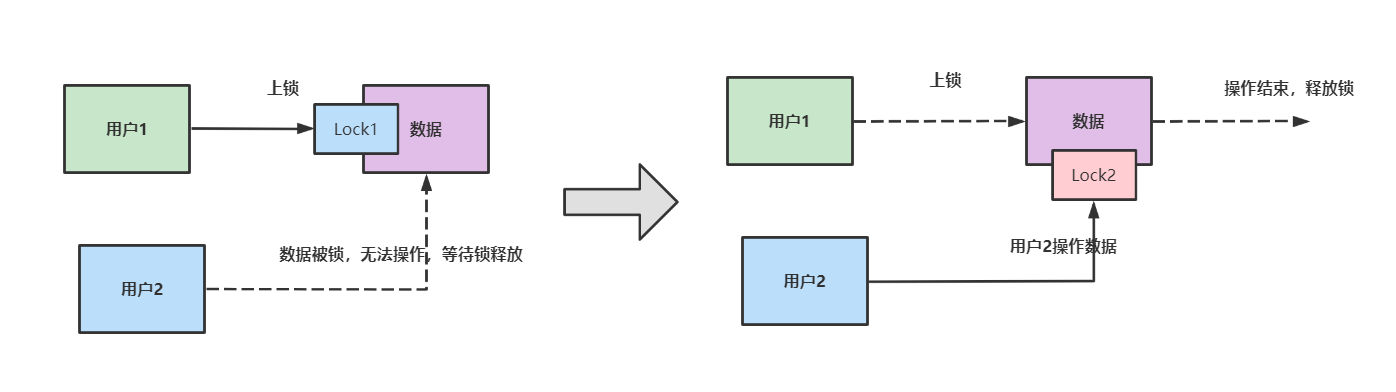 上锁
用户1
Lock1
数据
数据被锁，无法操作，等待锁释放
用户2
上锁
操作结束，释放锁
用户1
数据
Lock2
用户2操作数据
用户2